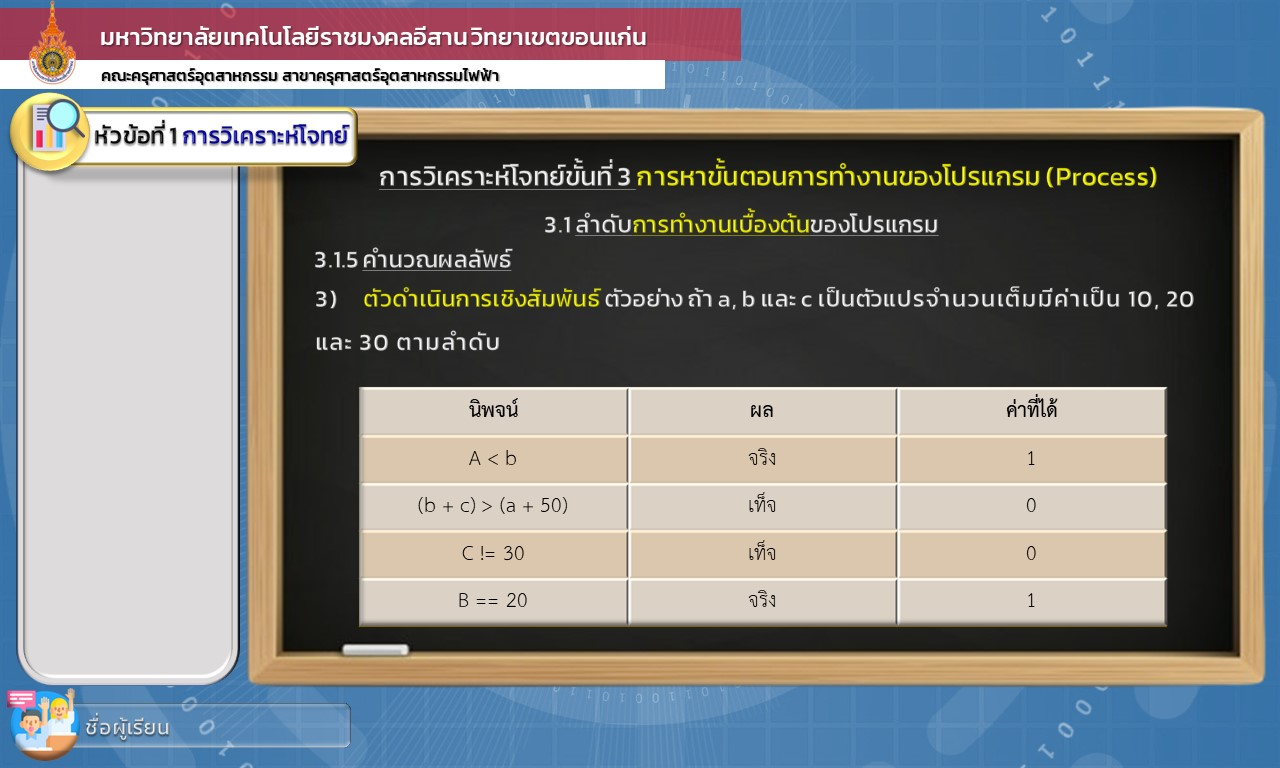 มหาวิทยาลัยเทคโนโลยีราชมงคลอีสาน วิทยาเขตขอนแก่น
คณะครุศาสตร์อุตสาหกรรม สาขาครุศาสตร์อุตสาหกรรมไฟฟ้า
หัวข้อที่ 1 การวิเคราะห์โจทย์
การวิเคราะห์โจทย์ขั้นที่ 3 การหาขั้นตอนการทำงานของโปรแกรม (Process)
3.1 ลำดับการทำงานเบื้องต้นของโปรแกรม
3.1.5 คำนวณผลลัพธ์
3) ตัวดำเนินการเชิงสัมพันธ์ ตัวอย่าง ถ้า a, b และ c เป็นตัวแปรจำนวนเต็มมีค่าเป็น 10, 20
และ 30 ตามลำดับ
นิพจน์ ผล ค่าที่ได้
A < b จริง 1
(b + c) > (a + 50) เท็จ 0
C != 30 เท็จ 0
B == 20 จริง 1
ชื่อผู้เรียน